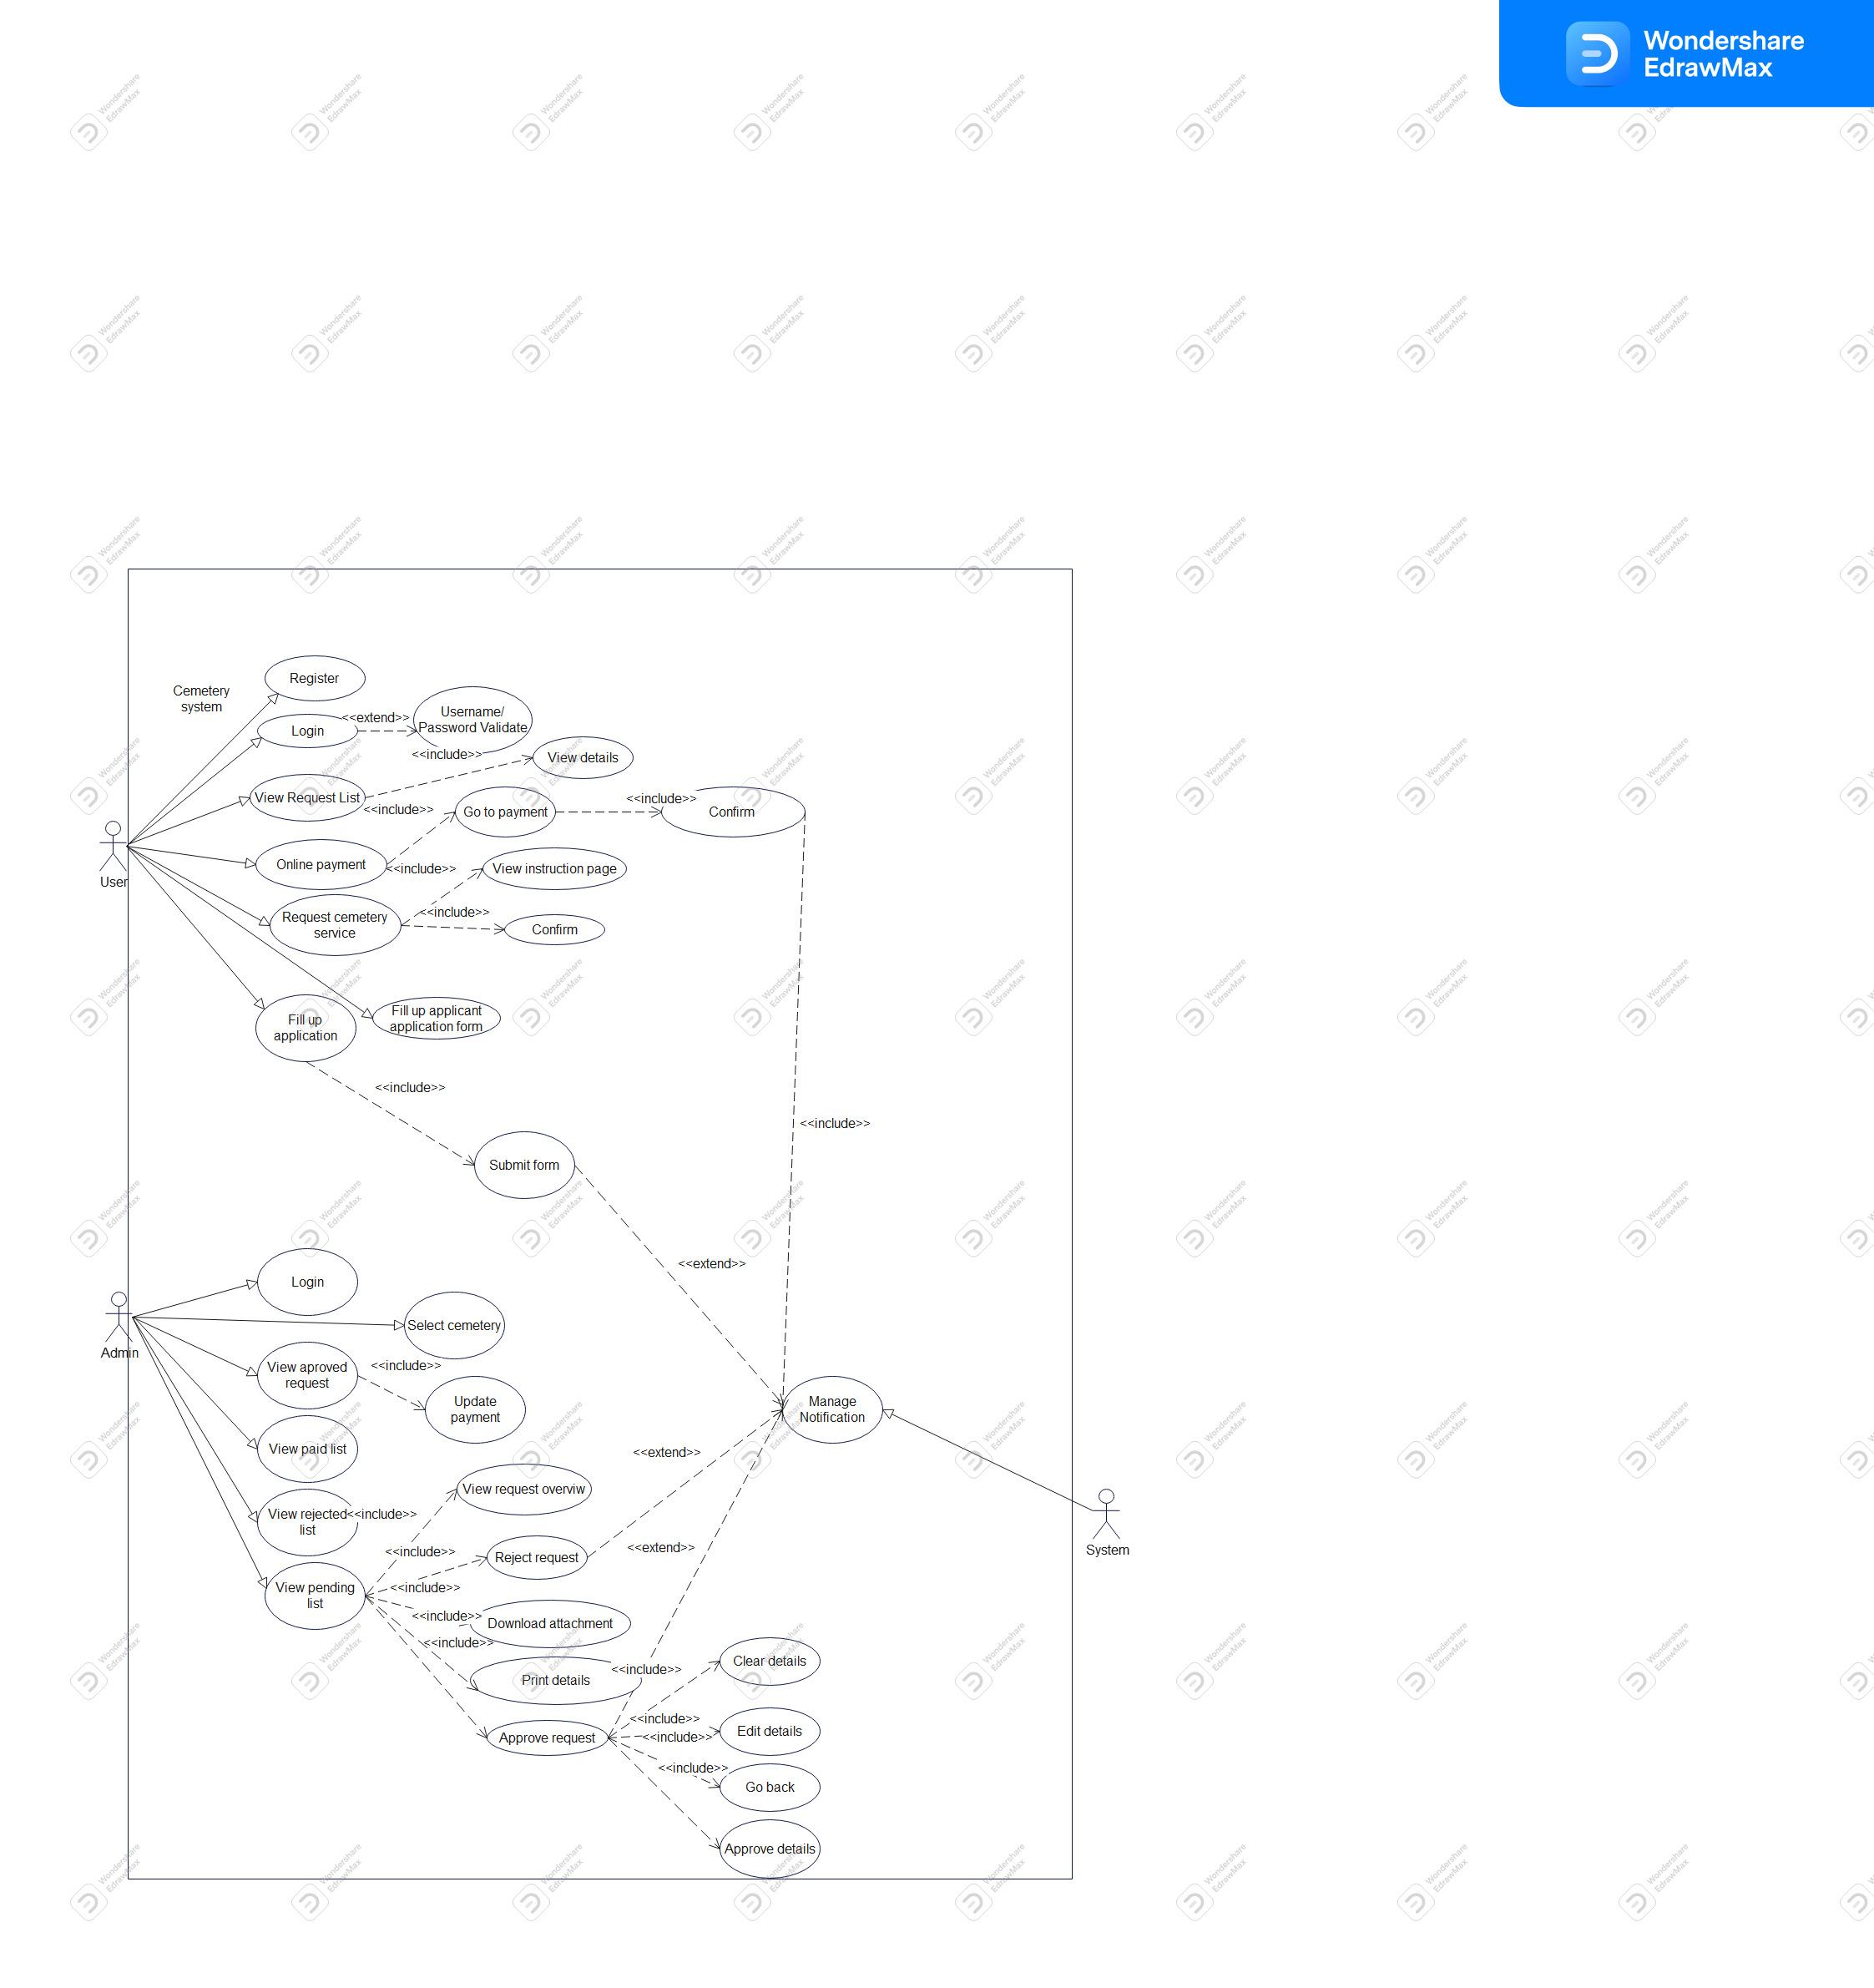 Wondershare
EdrawMax
Cemetery
system
Register
Login
<<extend>>
Username/
Password Validate
<<include>>
View details
View Request List
<<include>>
Go to payment
<<include>>
Confirm
Online payment
<<include>>
View instruction page
User
Request cemetery
service
<<include>>
Confirm
Fill up
application
Fill up applicant
application form
<<include>>
<<include>>
Submit form
<<extend>>
Login
Admin
Select cemetery
View aproved
request
<<include>>
Update
payment
Manage
Notification
View paid list
<<extend>>
View request overviw
View rejected
list
<<include>>
<<include>>
Reject request
<<extend>>
System
View pending
list
<<include>>
<<include>>
Download attachment
<<include>>
Print details
<<include>>
Clear details
Approve request
<<include>>
<<include>>
Edit details
<<include>>
Go back
Approve details